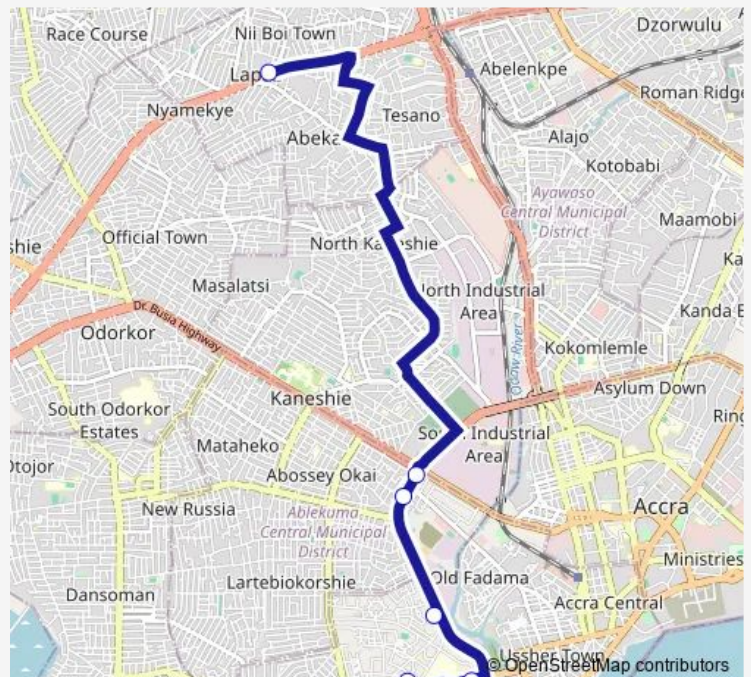 Race Course
Nii Boi Town
Dzorwulu
Abelenkpe
Roman Ridge
Nyamekye
Tesano
Abeka
Alajo
Kotobabi
Ayawaso
Central Municipal
District
Maamobi
Official Town
Masalatsi
North Industrial
Area
Dr. Busia Highway
Odaw River
Kanda
Odorkor
Kokomlemle
Asylum Down
Kaneshie
South Odorkor
Estates
Industrial
Area
Mataheko
Abossey Okai
New Russia
Accra
Ablekuma
Central Municipal
District
Ministries
Dansoman
Lartebiokorshie
Old Fadama
Accra Central
Ussher Town
© OpenStreetMap contributors